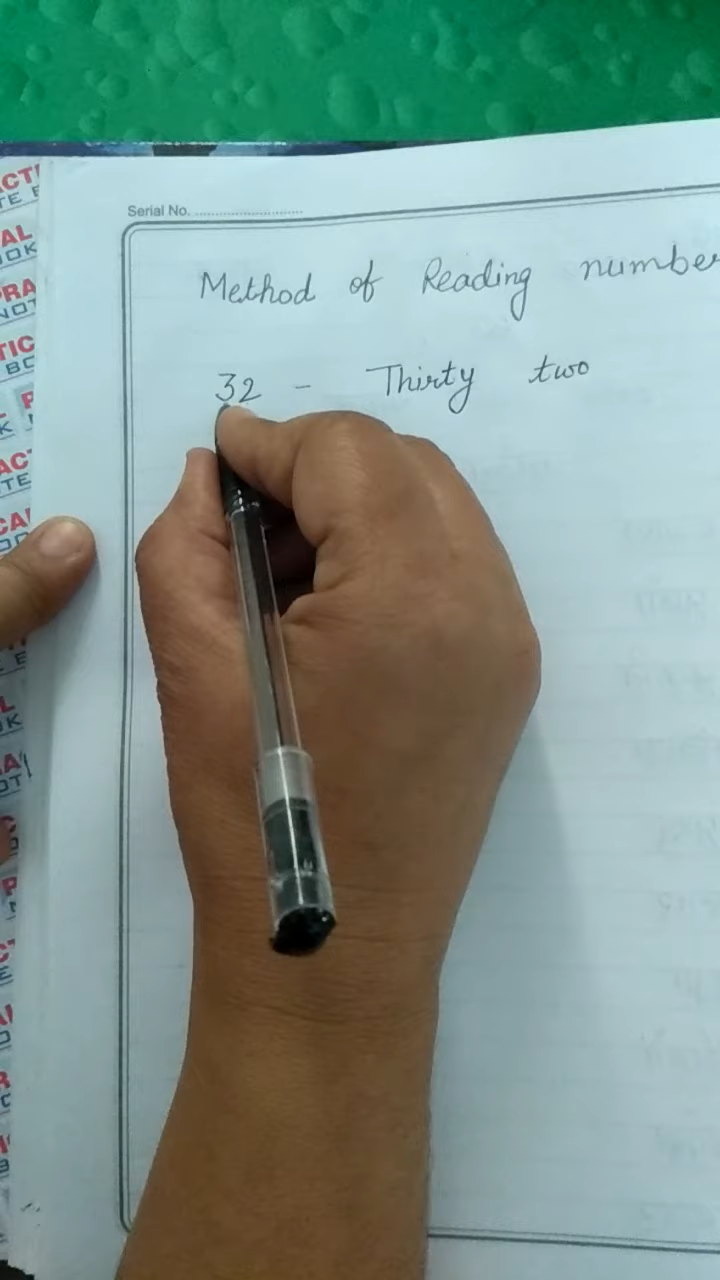 Serial No. ...........................
Method of Reading number
32 - Thirty two